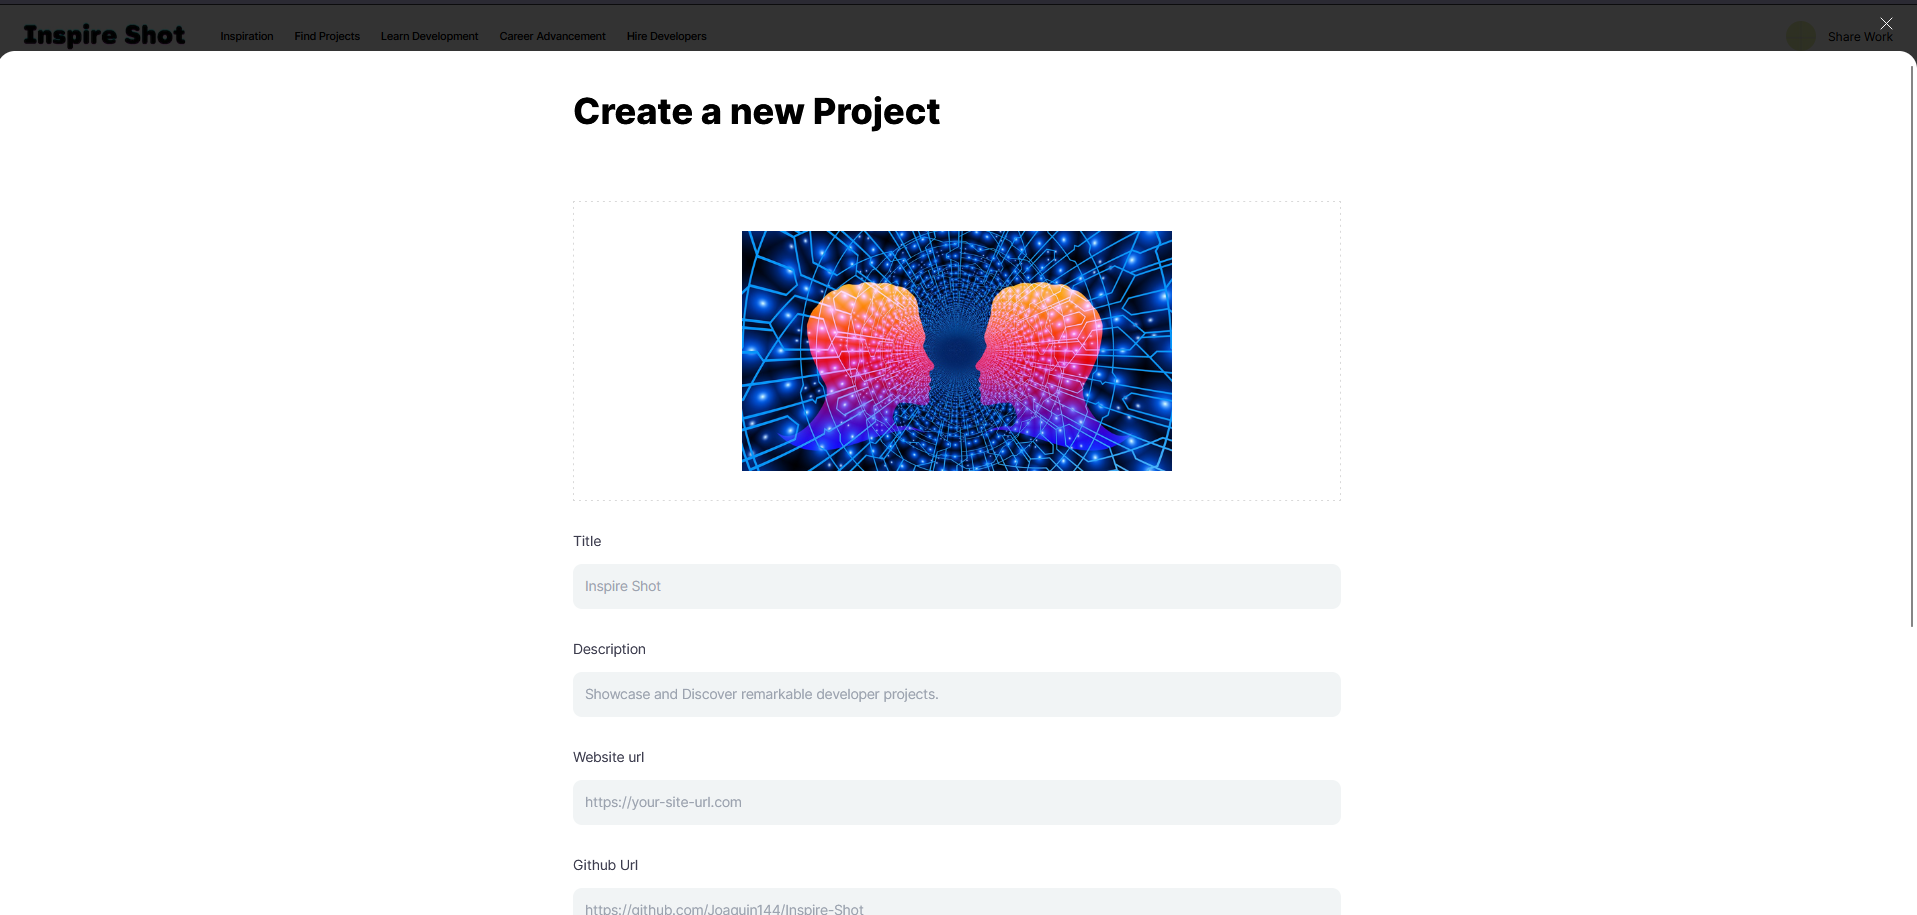 Inspire Shot
Inspiration Find Projects Learn Development Career Advancement Hire Developers
Share Work
Create a new Project
Title
Inspire Shot
Description
Showcase and Discover remarkable developer projects.
Website url
https://your-site-url.com
Github Url
https://github.com/Joaquin144/Inspire-Shot